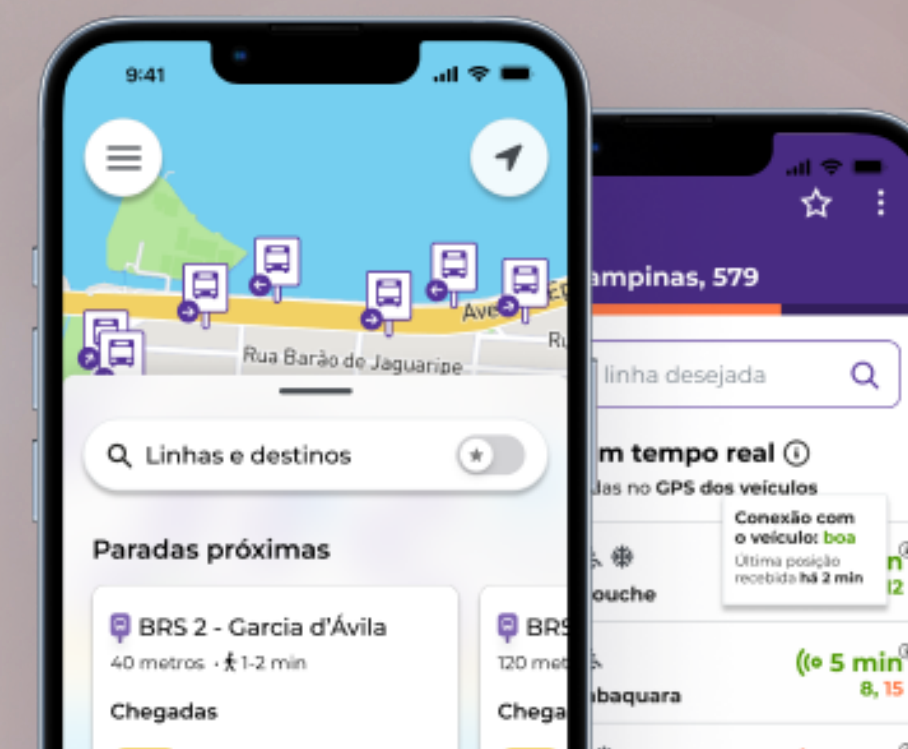 9:41
Ave
Rua Barão de Jaguaripe
Linhas e destinos
Paradas próximas
BRS 2 - Garcia d'Ávila
40 metros · 1-2 min
Chegadas
BRS
120 met
Chega
ampinas, 579
linha desejada
m tempo real
das no GPS dos veículos
Conexão com
o veículo: boa
Última posição
recebida há 2 min
n
12
ouche
5 min
8, 15
abaquara